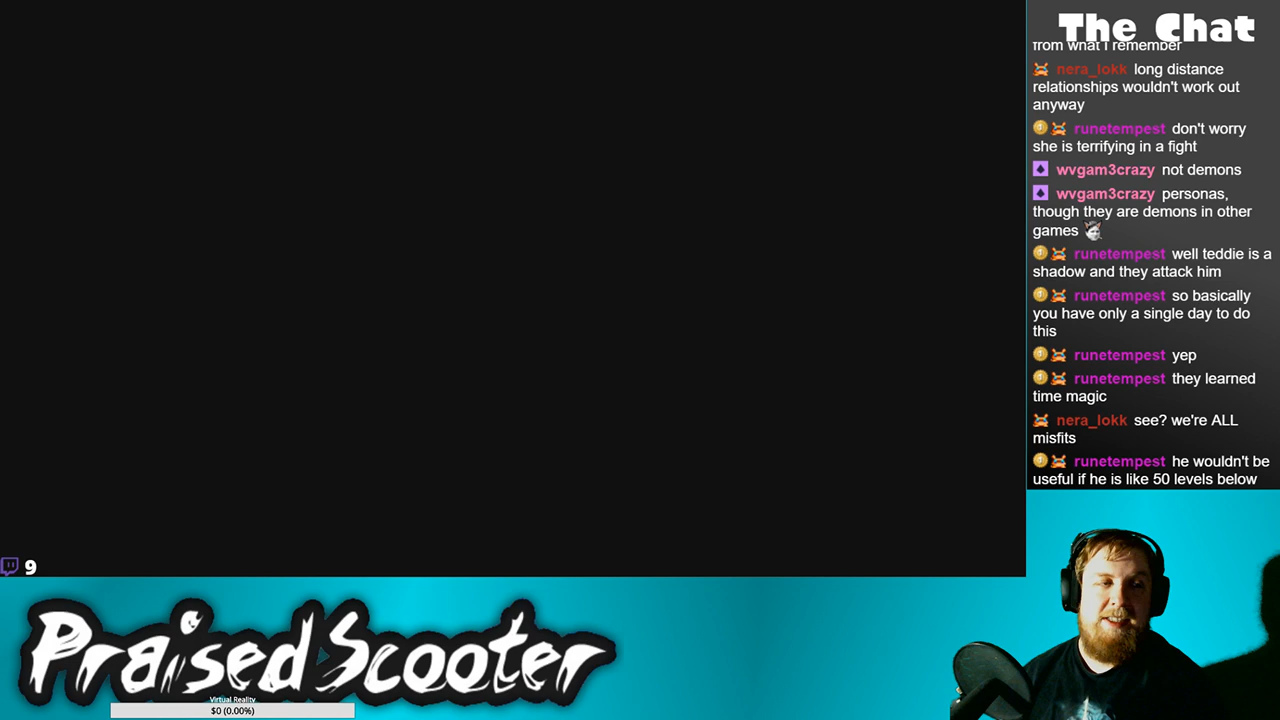 The Chat
from what I remember
nera_lokk long distance
relationships wouldn't work out
anyway
runetempest don't worry
she is terrifying in a fight
wvgam3crazy not demons
wvgam3crazy personas,
though they are demons in other
games
runetempest well teddie is a
shadow and they attack him
runetempest so basically
you have only a single day to do
this
runetempest yep
runetempest they learned
time magic
nera_lokk see? we're ALL
misfits
runetempest he wouldn't be
useful if he is like 50 levels below
9
PraisedScooter
Virtual Reality
$0 (0.00%)